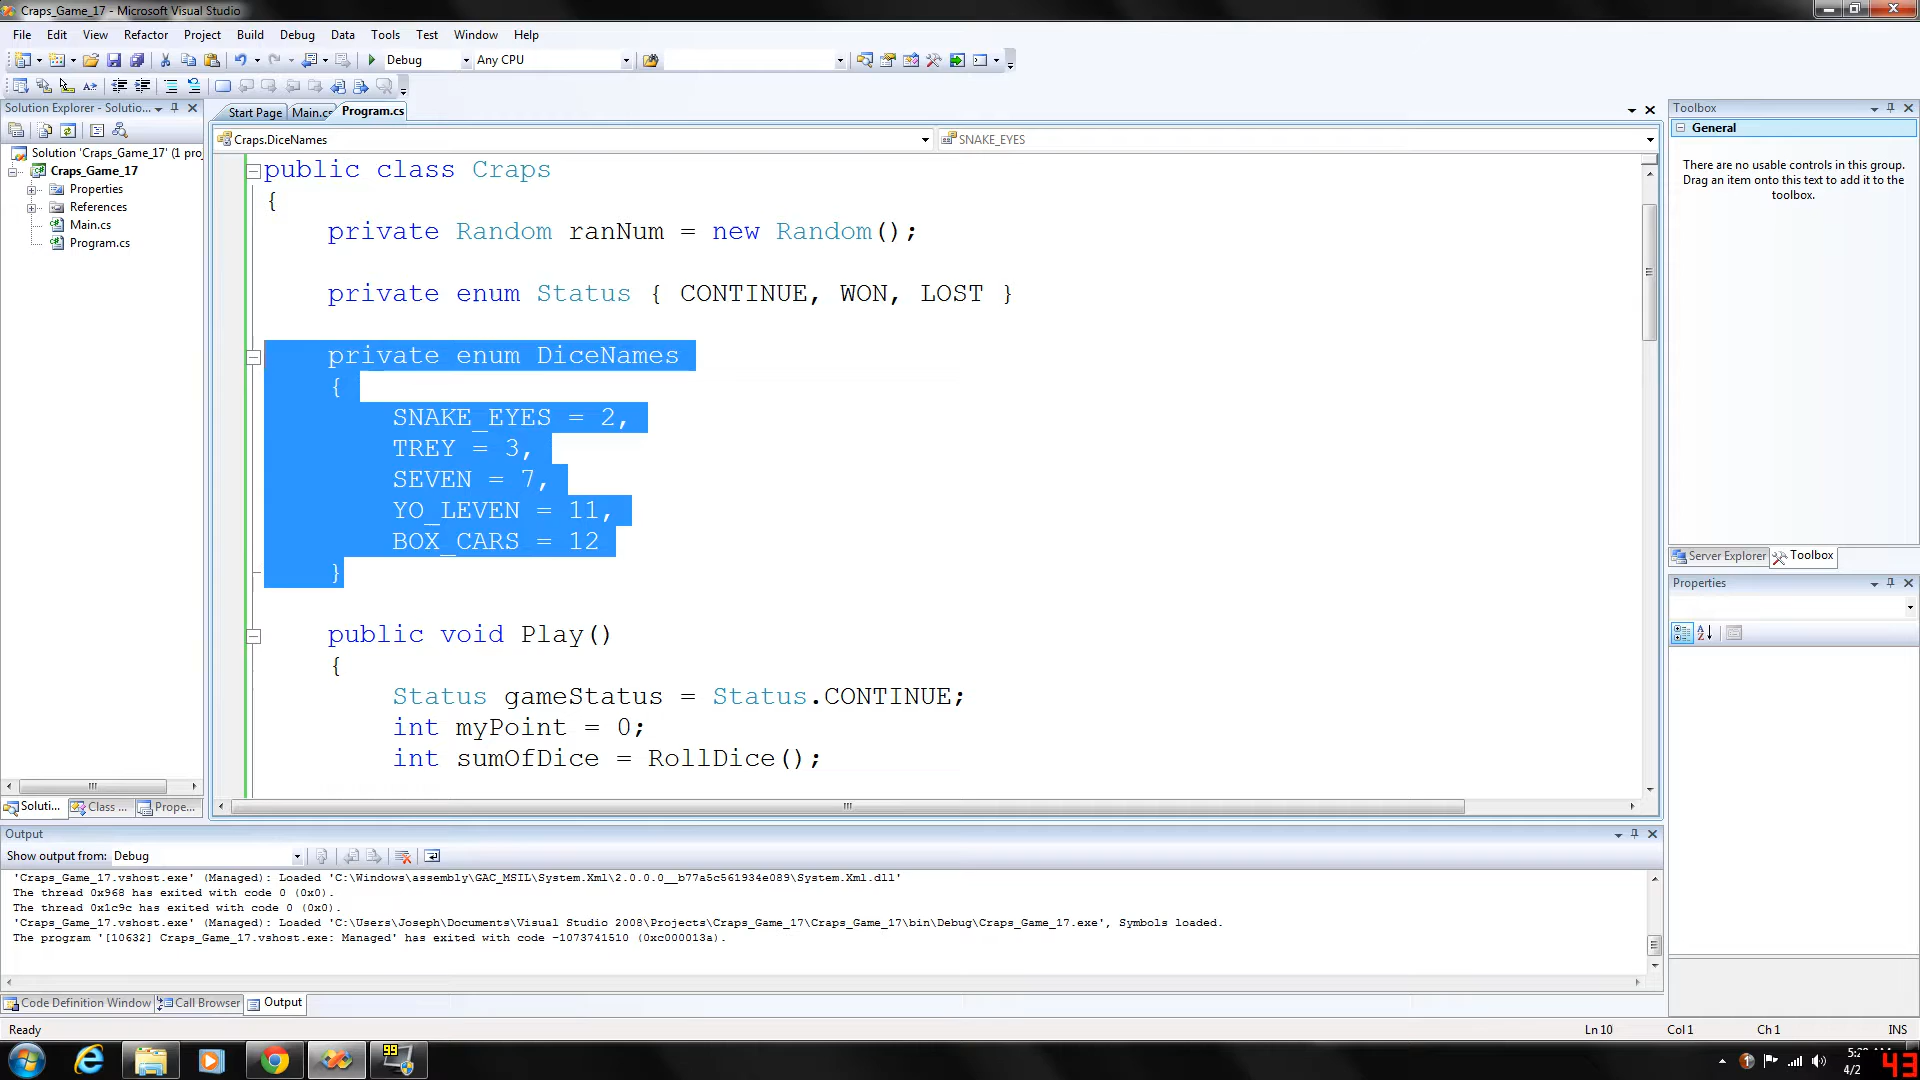 Craps_Game_17 - Microsoft Visual Studio
File Edit View Refactor Project Build Debug Data Tools Test Window Help
Debug Any CPU
Solution Explorer - Solutio...
Start Page Main.cs Program.cs
Toolbox
Craps.DiceNames SNAKE_EYES
General
Solution 'Craps_Game_17' (1 proj
Craps_Game_17
Properties
References
Main.cs
Program.cs
There are no usable controls in this group.
Drag an item onto this text to add it to the
toolbox.
public class Craps
{
private Random ranNum = new Random();
private enum Status { CONTINUE, WON, LOST }
private enum DiceNames
{
SNAKE_EYES = 2,
TREY = 3,
SEVEN = 7,
YO_LEVEN = 11,
BOX_CARS = 12
}
public void Play()
{
Status gameStatus = Status.CONTINUE;
int myPoint = 0;
int sumOfDice = RollDice();
Server Explorer Toolbox
Properties
Soluti... Class ... Prope...
Output
Show output from: Debug
'Craps_Game_17.vshost.exe' (Managed): Loaded 'C:\Windows\assembly\GAC_MSIL\System.Xml\2.0.0.0__b77a5c561934e089\System.Xml.dll'
The thread 0x968 has exited with code 0 (0x0).
The thread 0x1c9c has exited with code 0 (0x0).
'Craps_Game_17.vshost.exe' (Managed): Loaded 'C:\Users\Joseph\Documents\Visual Studio 2008\Projects\Craps_Game_17\Craps_Game_17\bin\Debug\Craps_Game_17.exe', Symbols loaded.
The program '[10632] Craps_Game_17.vshost.exe: Managed' has exited with code -1073741510 (0xc000013a).
Code Definition Window Call Browser Output
Ready Ln 10 Col 1 Ch 1 INS
99
43